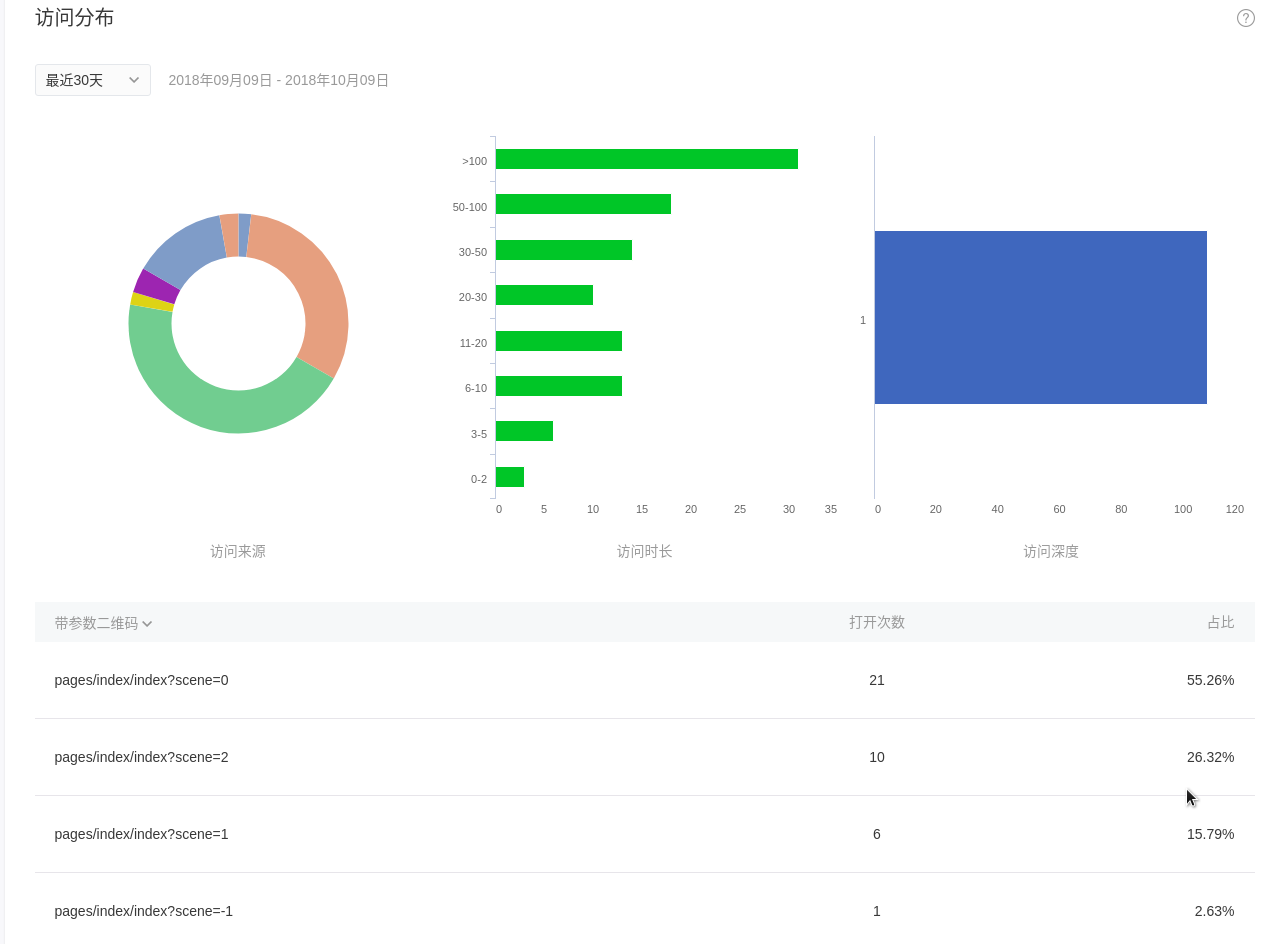 访问分布
?
最近30天 2018年09月09日 - 2018年10月09日
>100
50-100
30-50
20-30
11-20
6-10
3-5
0-2
0 5 10 15 20 25 30 35
1
0 20 40 60 80 100 120
访问来源 访问时长 访问深度
带参数二维码 打开次数 占比
pages/index/index?scene=0 21 55.26%
pages/index/index?scene=2 10 26.32%
pages/index/index?scene=1 6 15.79%
pages/index/index?scene=-1 1 2.63%